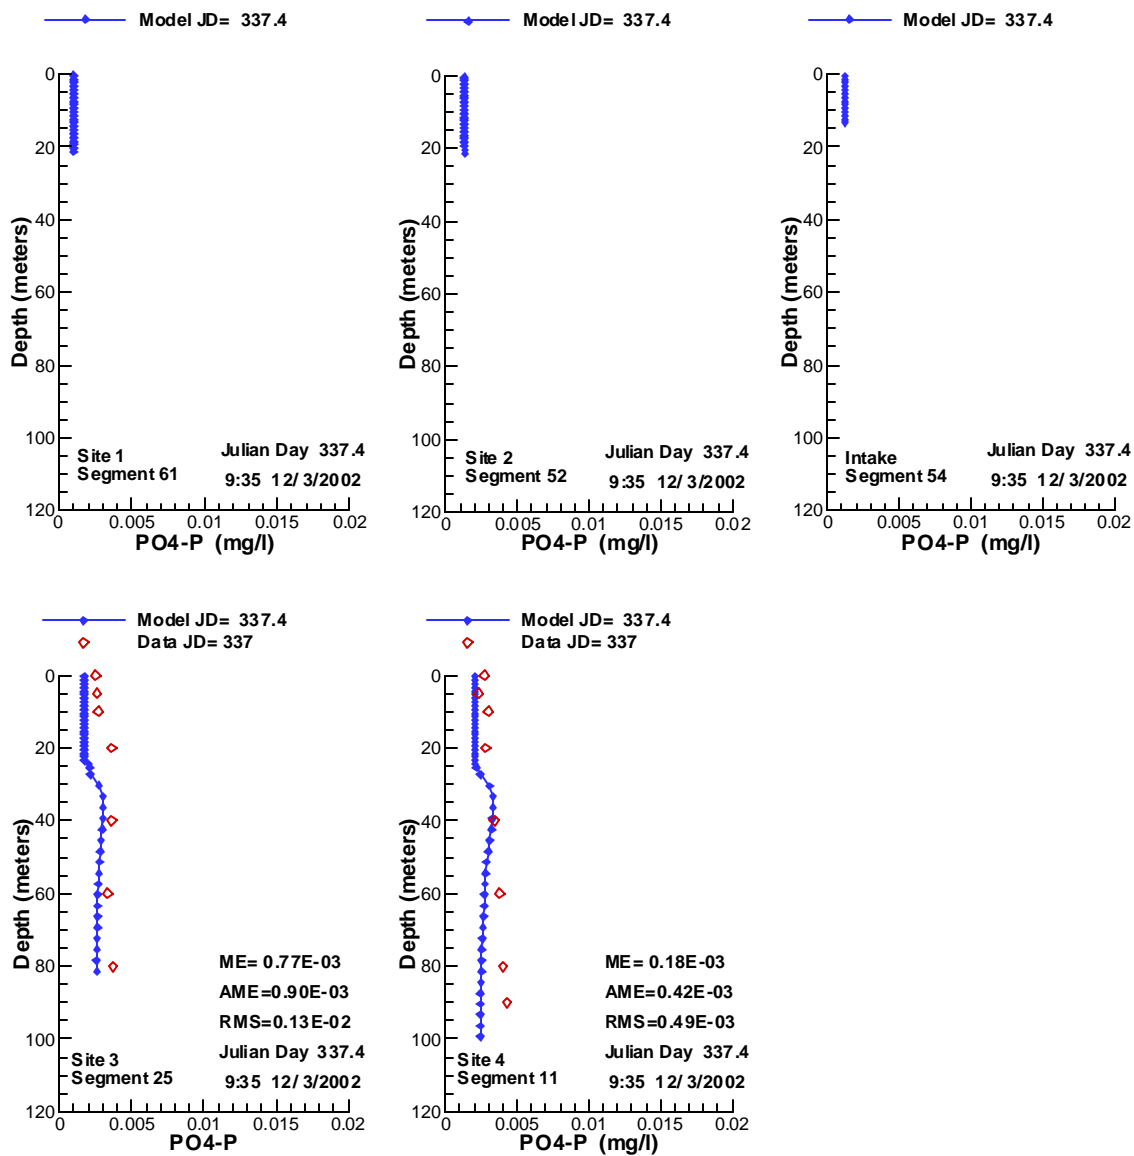 Model JD= 337.4
0
20
40
60
80
100
120
Depth (meters)
Site 1
Segment 61
Julian Day 337.4
9:35 12/ 3/2002
0 0.005 0.01 0.015 0.02
PO4-P (mg/l)
Model JD= 337.4
0
20
40
60
80
100
120
Depth (meters)
Site 2
Segment 52
Julian Day 337.4
9:35 12/ 3/2002
0 0.005 0.01 0.015 0.02
PO4-P (mg/l)
Model JD= 337.4
0
20
40
60
80
100
120
Depth (meters)
Intake
Segment 54
Julian Day 337.4
9:35 12/ 3/2002
0 0.005 0.01 0.015 0.02
PO4-P (mg/l)
Model JD= 337.4
Data JD= 337
0
20
40
60
80
100
120
Depth (meters)
ME= 0.77E-03
AME=0.90E-03
RMS=0.13E-02
Site 3
Segment 25
Julian Day 337.4
9:35 12/ 3/2002
0 0.005 0.01 0.015 0.02
PO4-P
Model JD= 337.4
Data JD= 337
0
20
40
60
80
100
120
Depth (meters)
ME= 0.18E-03
AME=0.42E-03
RMS=0.49E-03
Site 4
Segment 11
Julian Day 337.4
9:35 12/ 3/2002
0 0.005 0.01 0.015 0.02
PO4-P (mg/l)